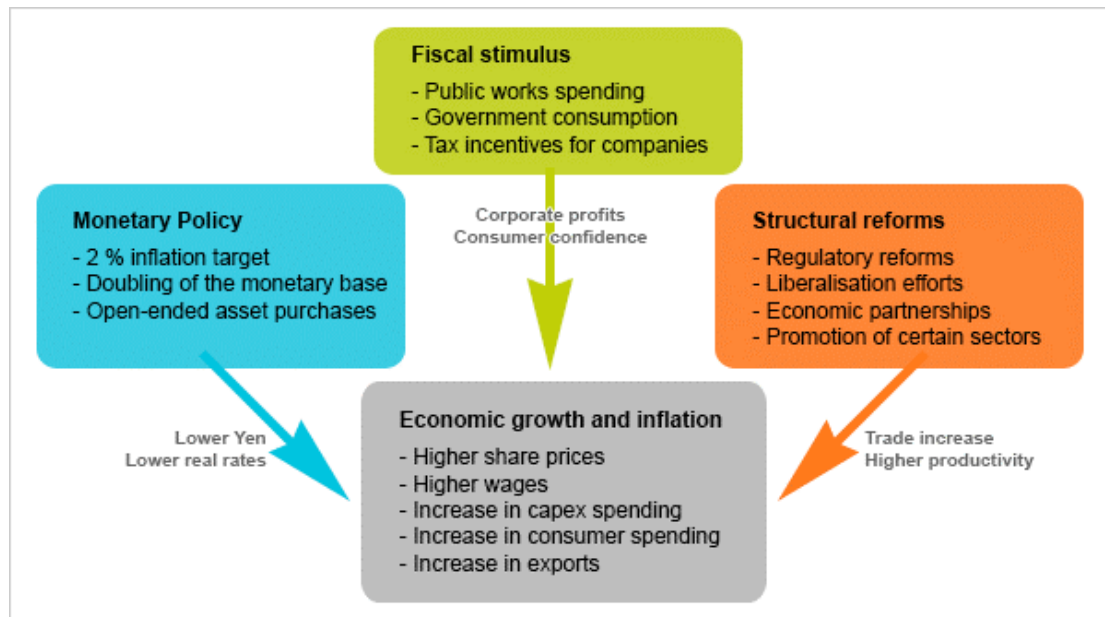 Fiscal stimulus
- Public works spending
- Government consumption
- Tax incentives for companies
Corporate profits
Consumer confidence
Monetary Policy
- 2 % inflation target
- Doubling of the monetary base
- Open-ended asset purchases
Structural reforms
- Regulatory reforms
- Liberalisation efforts
- Economic partnerships
- Promotion of certain sectors
Lower Yen
Lower real rates
Economic growth and inflation
- Higher share prices
- Higher wages
- Increase in capex spending
- Increase in consumer spending
- Increase in exports
Trade increase
Higher productivity